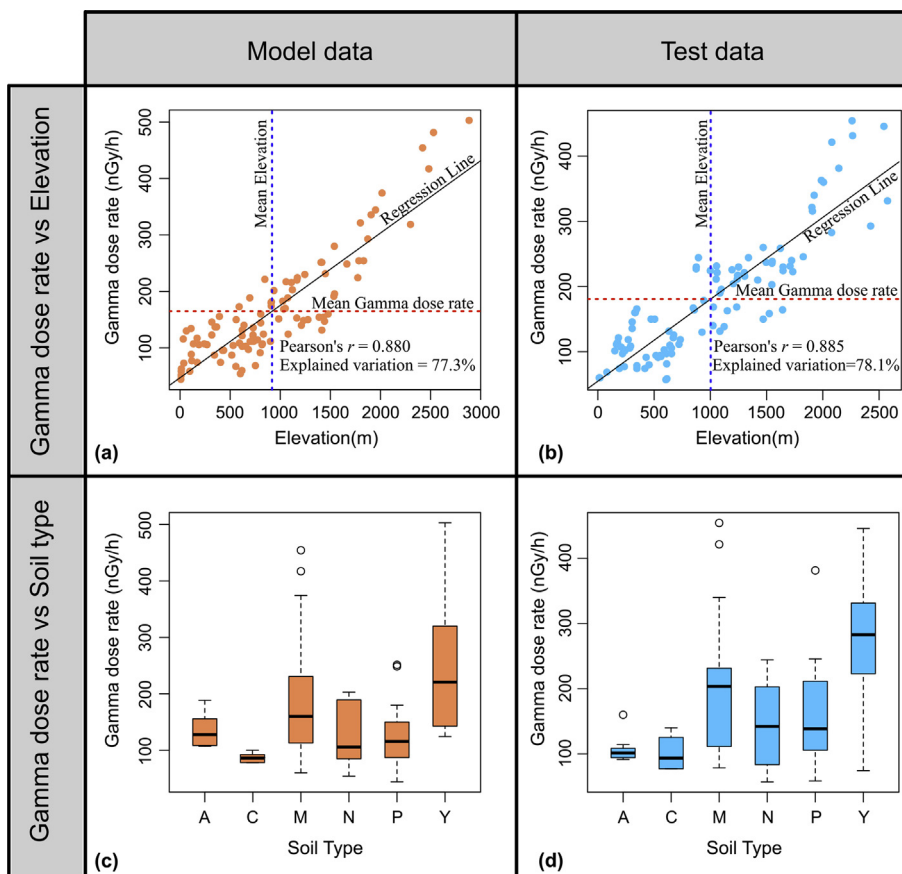 Model data
Test data
Gamma dose rate vs Elevation
Gamma dose rate (nGy/h)
500
400
300
200
100
Mean Elevation
Regression Line
Mean Gamma dose rate
Pearson's r = 0.880
Explained variation = 77.3%
0 500 1000 1500 2000 2500 3000
Elevation(m)
(a)
Gamma dose rate (nGy/h)
400
300
200
100
Mean Elevation
Regression Line
Mean Gamma dose rate
Pearson's r = 0.885
Explained variation=78.1%
0 500 1000 1500 2000 2500
Elevation(m)
(b)
Gamma dose rate vs Soil type
Gamma dose rate (nGy/h)
500
400
300
200
100
A C M N P Y
Soil Type
(c)
Gamma dose rate (nGy/h)
400
300
200
100
A C M N P Y
Soil Type
(d)